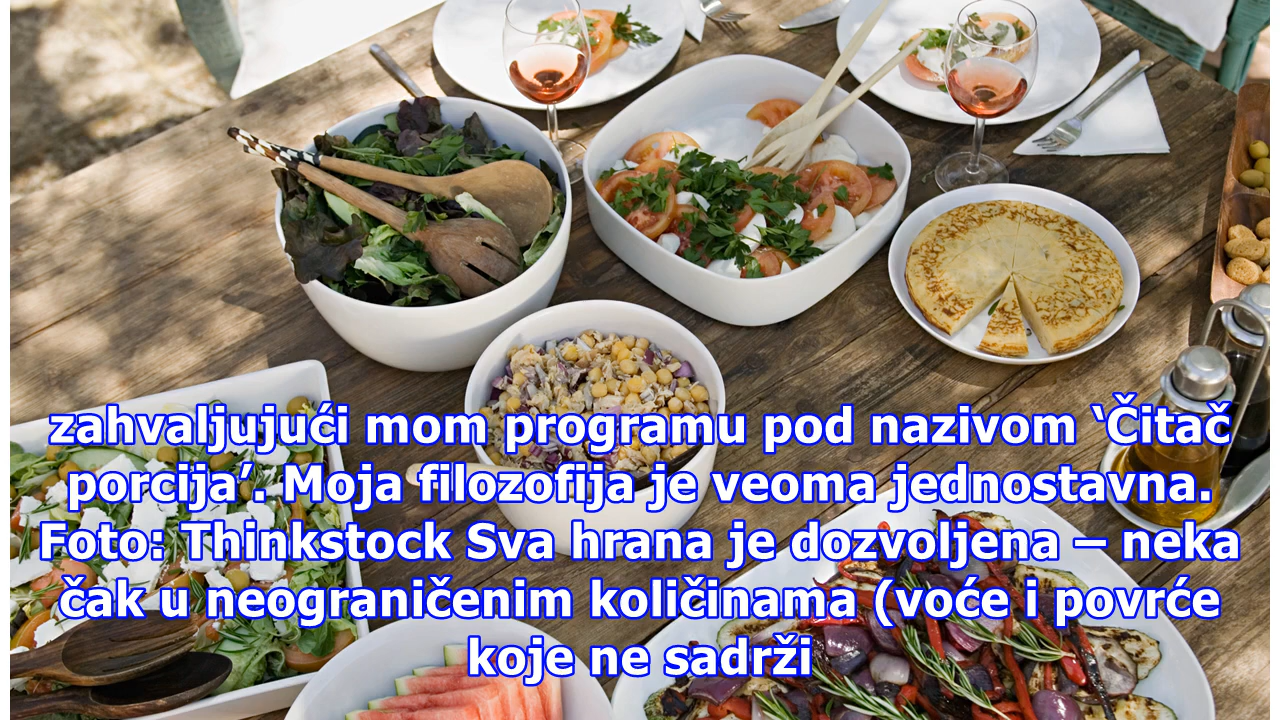 zahvaljujući mom programu pod nazivom ‘Čitač
porcija’. Moja filozofija je veoma jednostavna.
Foto: Thinkstock Sva hrana je dozvoljena – neka
čak u neograničenim količinama (voće i povrće
koje ne sadrži